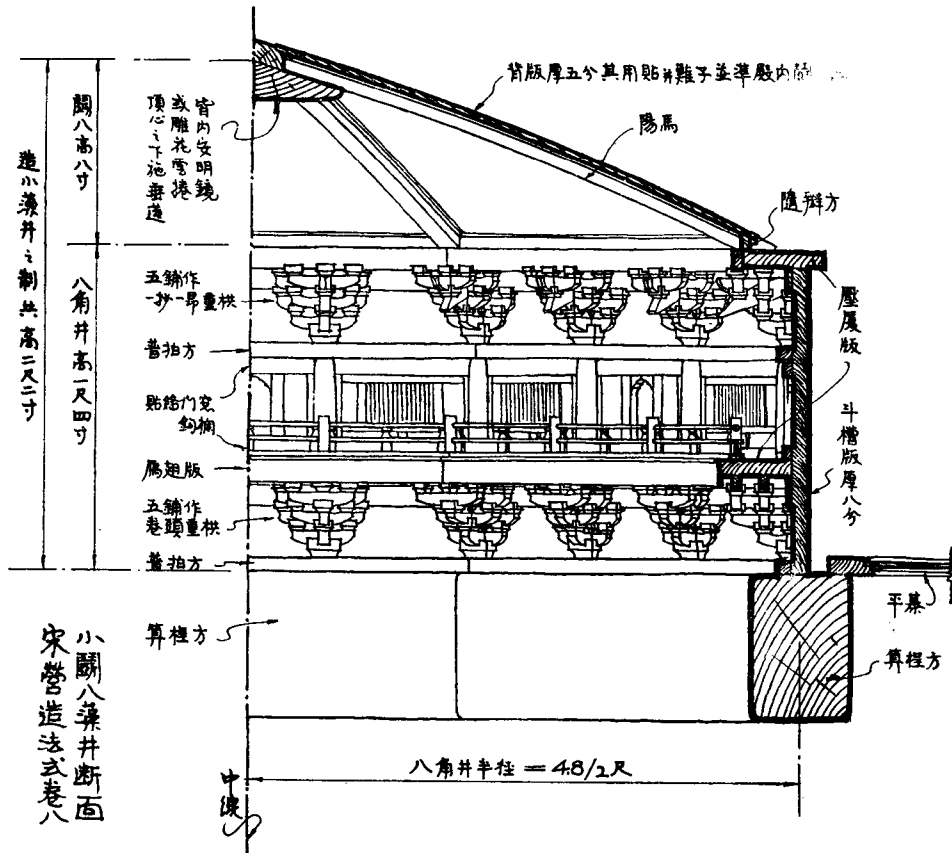 背版厚五分其用貼并難子並準殿內
陽馬
隨瓣方
壓厦版
斗槽版厚八分
平棊
算桯方
皆內安明鏡
或雕花雲捲
頂心之下施垂蓮
鬭八高八寸
八角井高一尺四寸
造小藻井之制共高二尺二寸
五鋪作
一抄一昂重栱
普拍方
貼絡門窓
鈎闌
鴈翅版
五鋪作
卷頭重栱
普拍方
算桯方
八角井半徑 = 4.8/2尺
中線
小鬭八藻井断面
宋營造法式卷八